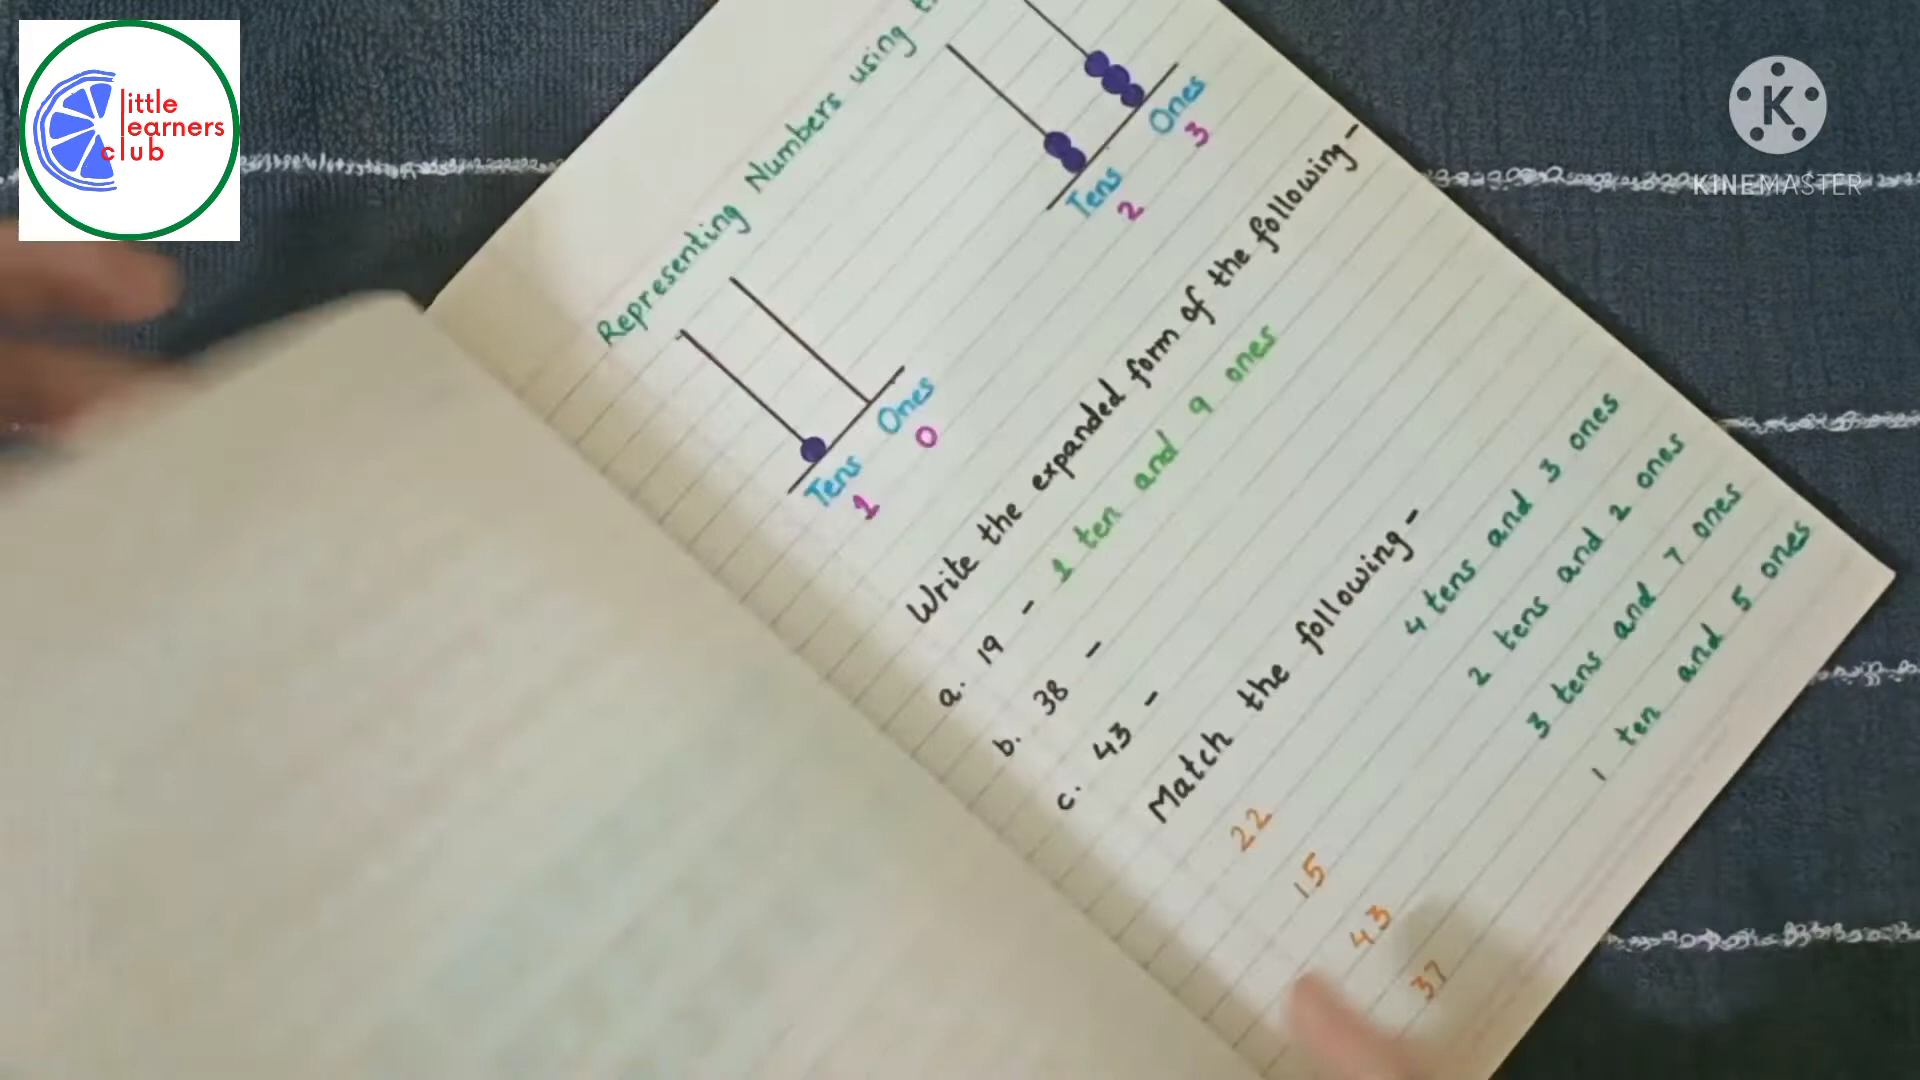 little
learners
club
KINEMASTER
Representing Numbers using
Tens Ones
1 0
Tens Ones
2 3
Write the expanded form of the following -
a. 19 - 1 ten and 9 ones
b. 38 -
c. 43 -
Match the following -
22 4 tens and 3 ones
15 2 tens and 2 ones
43 3 tens and 7 ones
37 1 ten and 5 ones